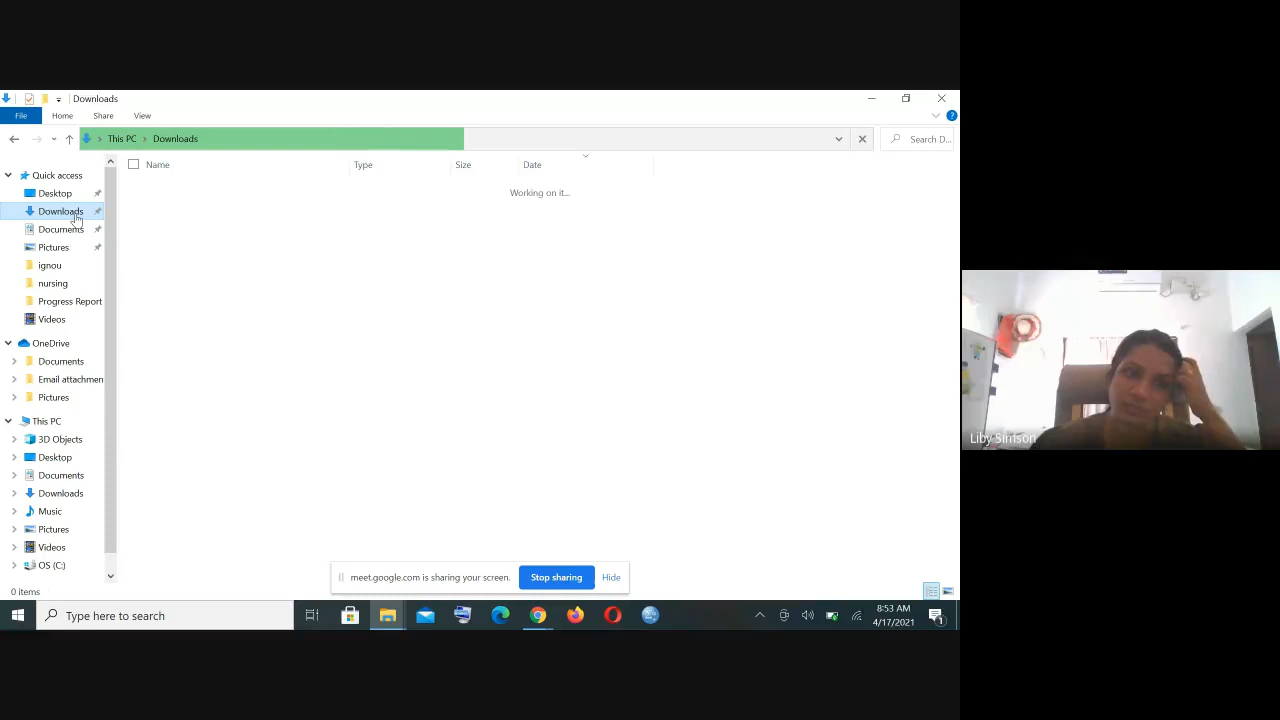 Downloads
File
Home
Share
View
This PC
Downloads
Search D...
Name
Type
Size
Date
Working on it...
Quick access
Desktop
Downloads
Documents
Pictures
ignou
nursing
Progress Report
Videos
OneDrive
Documents
Email attachmen
Pictures
This PC
3D Objects
Desktop
Documents
Downloads
Music
Pictures
Videos
OS (C:)
0 items
meet.google.com is sharing your screen.
Stop sharing
Hide
Type here to search
8:53 AM
4/17/2021
1
Liby Simson